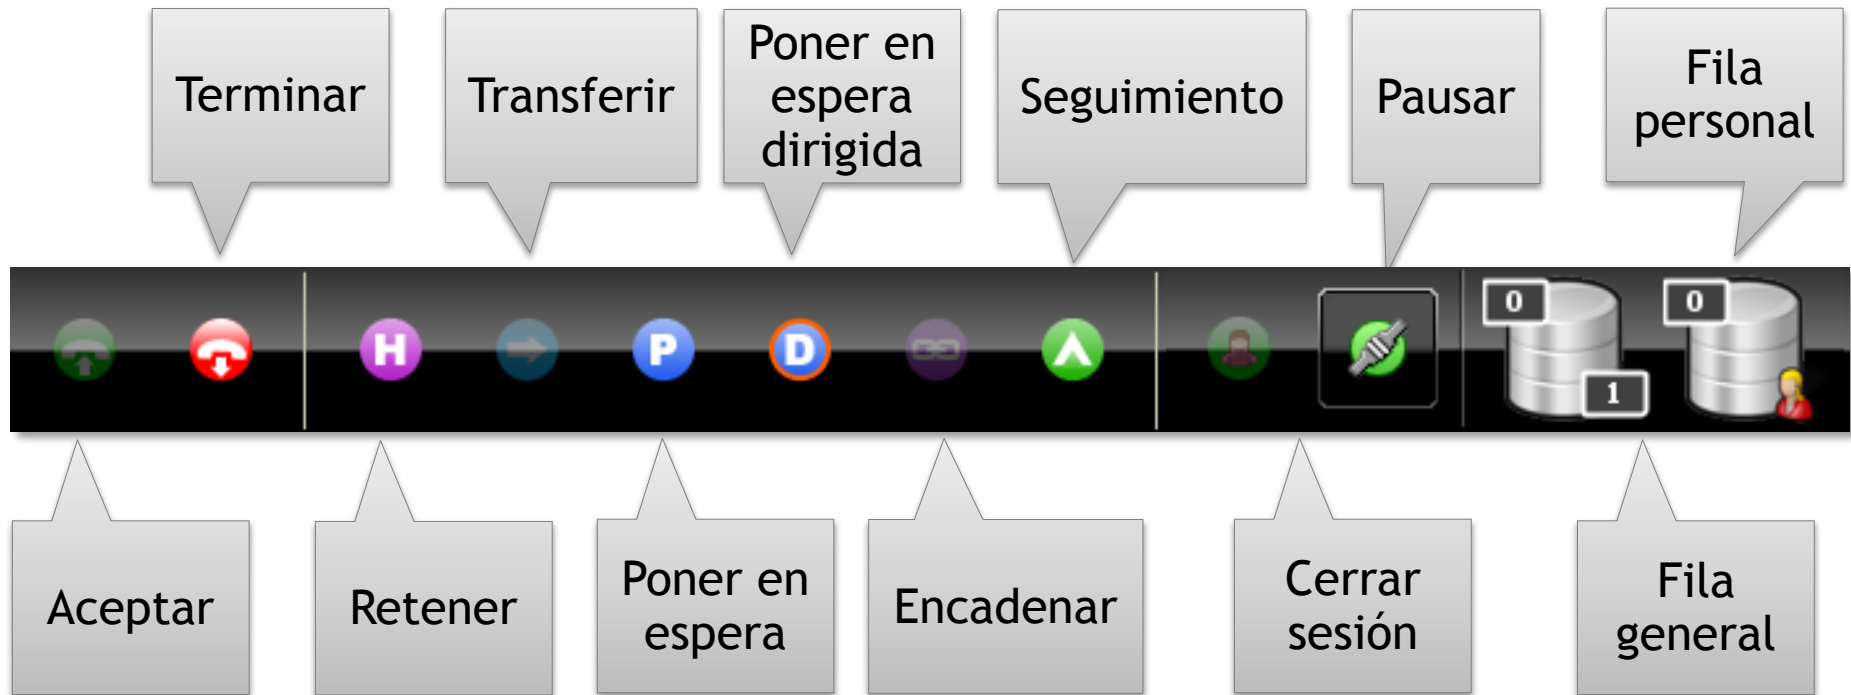 Terminar
Transferir
Poner en
espera
dirigida
Seguimiento
Pausar
Fila
personal
H
P
D
0
1
0
Aceptar
Retener
Poner en
espera
Encadenar
Cerrar
sesión
Fila
general